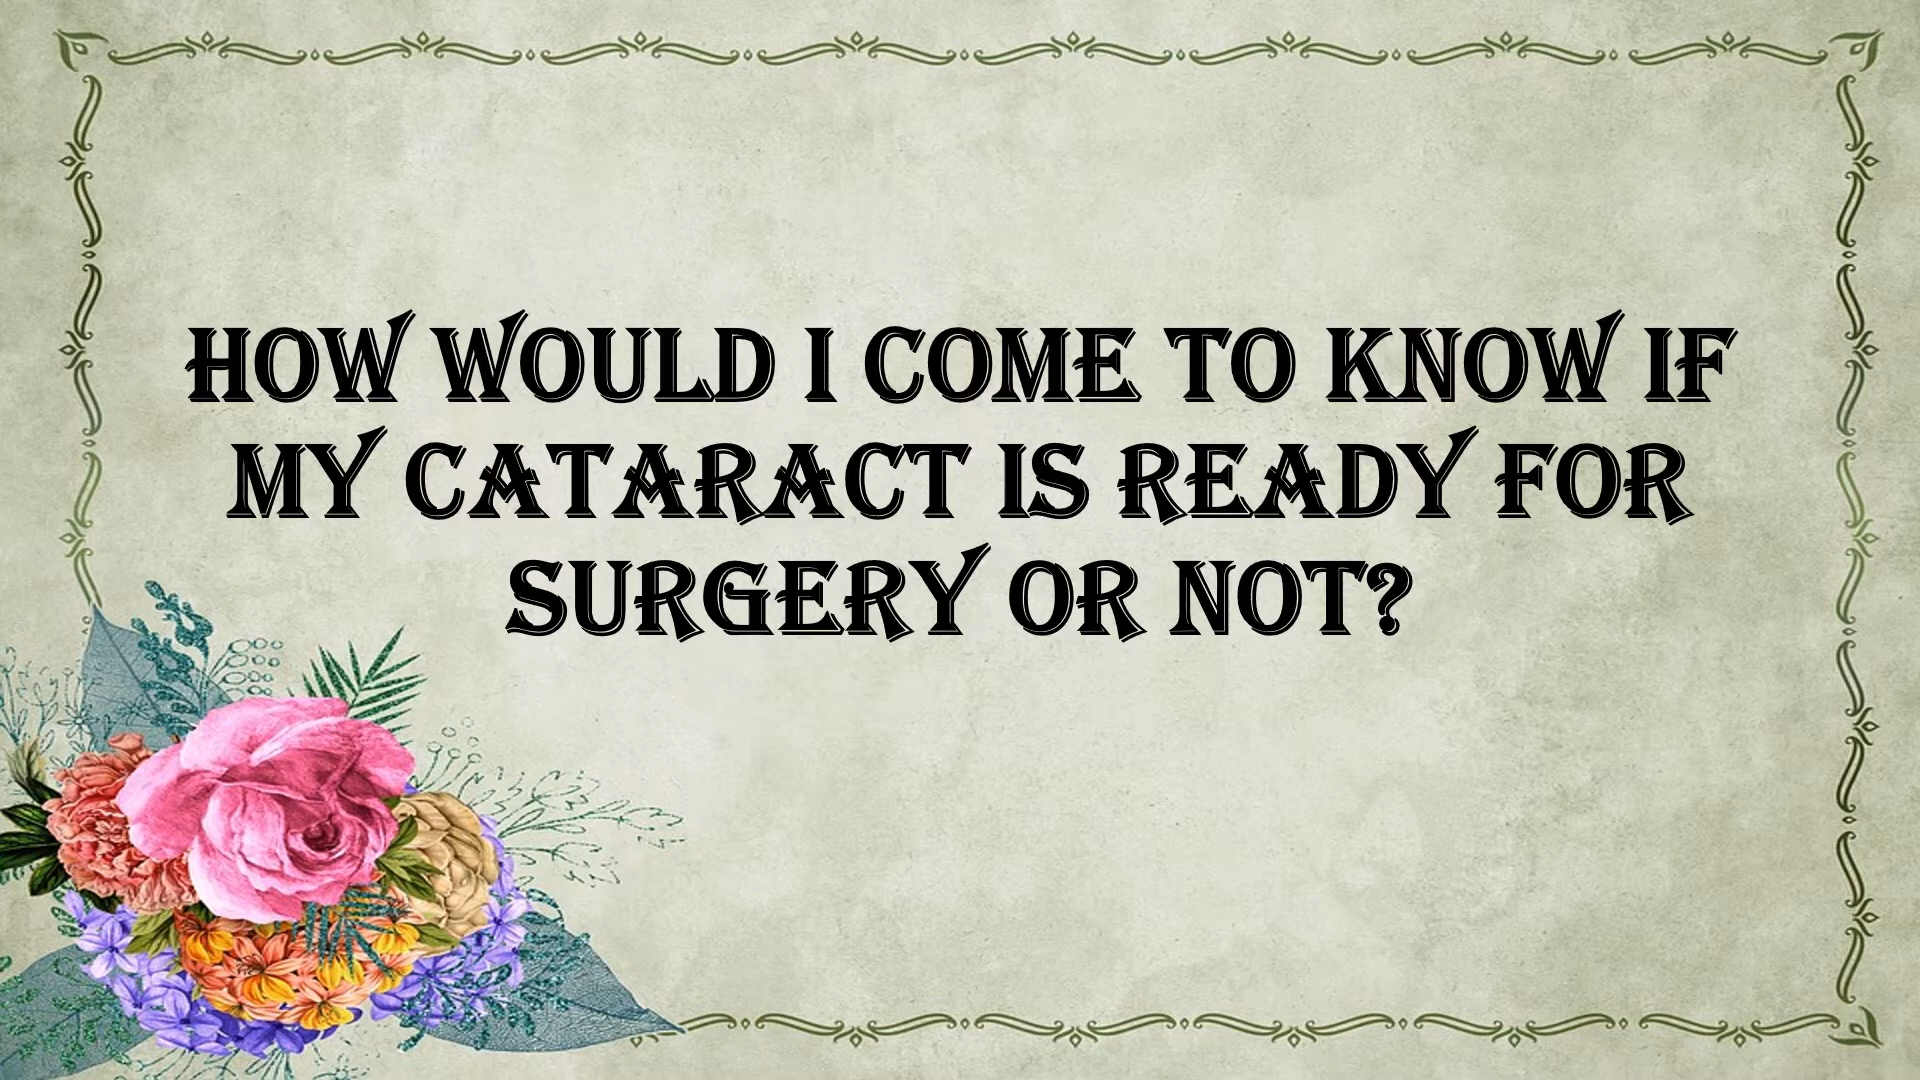 HOW WOULD I COME TO KNOW IF
MY CATARACT IS READY FOR
SURGERY OR NOT?